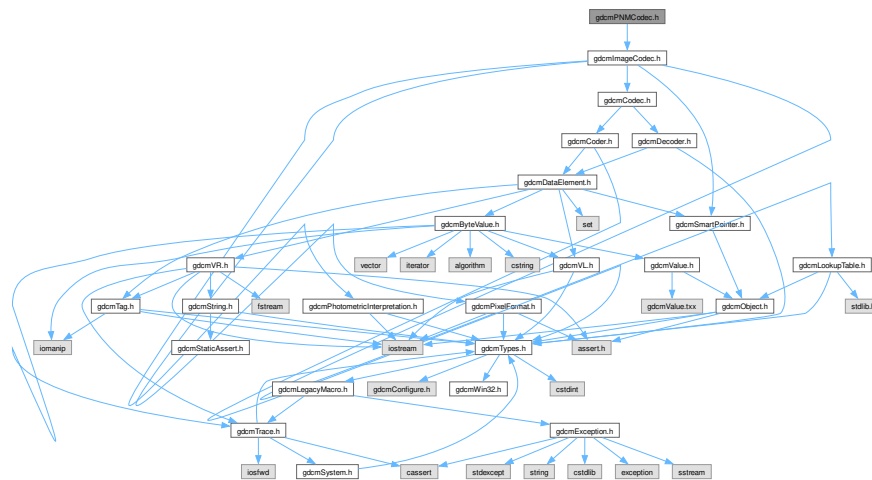 gdcmPNMCodec.h
gdcmImageCodec.h
gdcmCodec.h
gdcmCoder.h
gdcmDecoder.h
gdcmDataElement.h
gdcmByteValue.h
set
gdcmSmartPointer.h
vector
iterator
algorithm
cstring
gdcmVR.h
gdcmVL.h
gdcmValue.h
gdcmLookupTable.h
gdcmTag.h
gdcmString.h
fstream
gdcmPhotometricInterpretation.h
gdcmPixelFormat.h
gdcmValue.txx
gdcmObject.h
stdlib.h
iomanip
gdcmStaticAssert.h
iostream
gdcmTypes.h
assert.h
gdcmLegacyMacro.h
gdcmConfigure.h
gdcmWin32.h
cstdint
gdcmTrace.h
gdcmException.h
iosfwd
gdcmSystem.h
cassert
stdexcept
string
cstdlib
exception
sstream